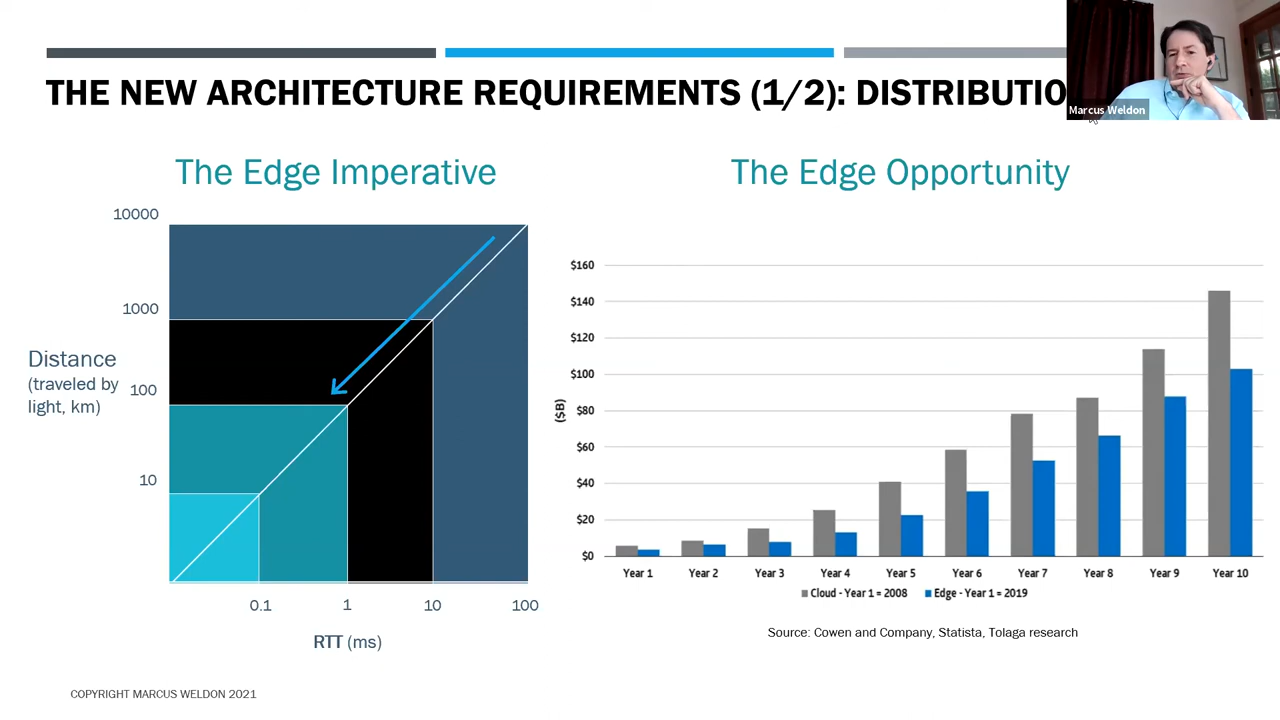 THE NEW ARCHITECTURE REQUIREMENTS (1/2): DISTRIBUTIO
Marcus Weldon
The Edge Imperative
10000
1000
100
10
Distance
(traveled by
light, km)
0.1
1
10
100
RTT (ms)
The Edge Opportunity
$160
$140
$120
$100
$80
$60
$40
$20
$0
($B)
Year 1
Year 2
Year 3
Year 4
Year 5
Year 6
Year 7
Year 8
Year 9
Year 10
Cloud - Year 1 = 2008
Edge - Year 1 = 2019
Source: Cowen and Company, Statista, Tolaga research
COPYRIGHT MARCUS WELDON 2021